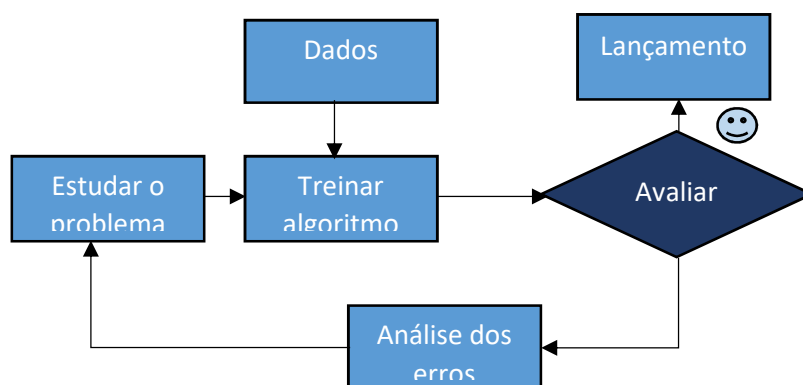 Dados
Lançamento
Estudar o
problema
Treinar
algoritmo
Avaliar
Análise dos
erros